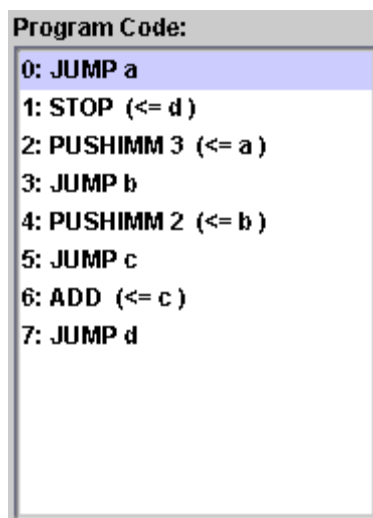 Program Code:
0: JUMP a
1: STOP (<= d )
2: PUSHIMM 3 (<= a )
3: JUMP b
4: PUSHIMM 2 (<= b )
5: JUMP c
6: ADD (<= c )
7: JUMP d